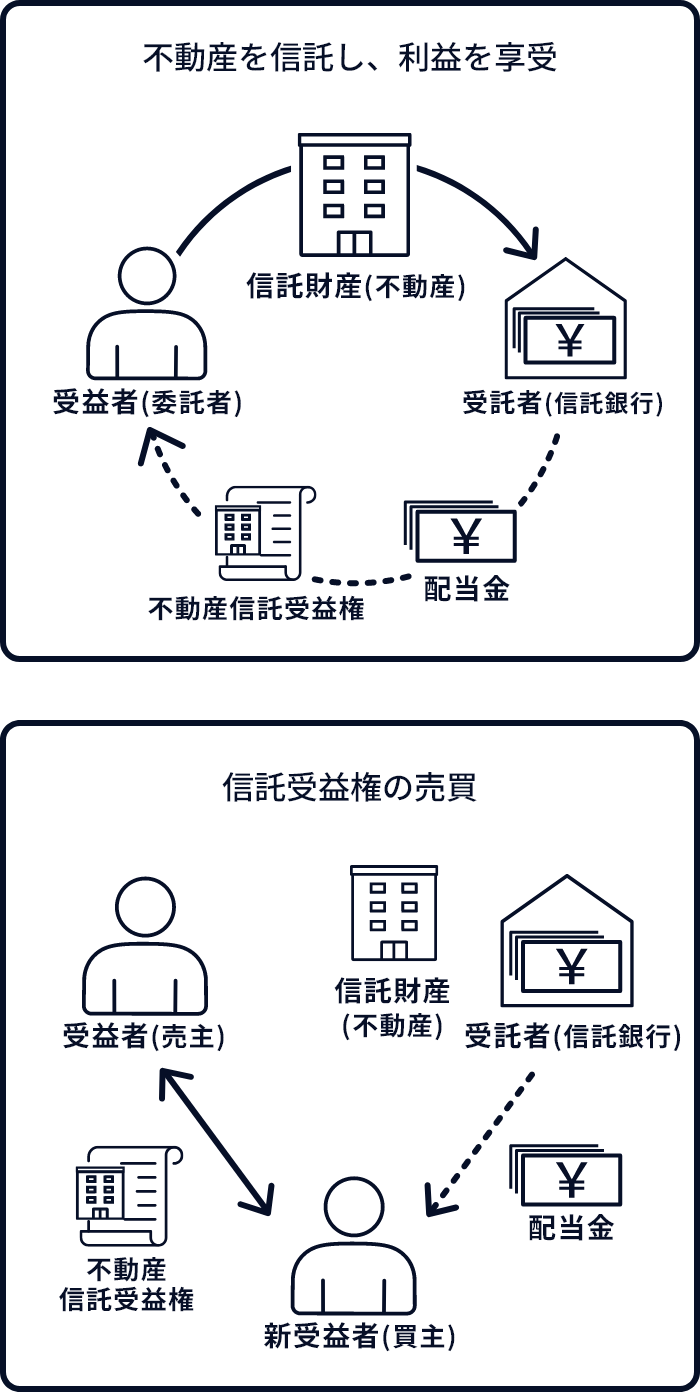 不動産を信託し、利益を享受
信託財産(不動産)
¥
受益者(委託者)
受託者(信託銀行)
¥
配当金
不動産信託受益権
信託受益権の売買
¥
信託財産
(不動産)
受益者(売主)
受託者(信託銀行)
¥
配当金
不動産
信託受益権
新受益者(買主)